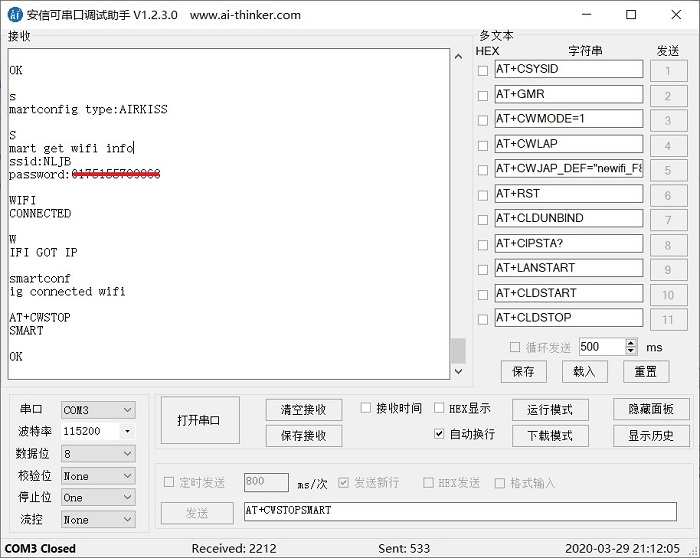 安信可串口调试助手 V1.2.3.0 www.ai-thinker.com
接收
OK
s
martconfig type:AIRKISS
S
mart get wifi info
ssid:NLJB
password:
WIFI
CONNECTED
W
IFI GOT IP
smartconf
ig connected wifi
AT+CWSTOP
SMART
OK
多文本
HEX 字符串 发送
AT+CSYSID 1
AT+GMR 2
AT+CWMODE=1 3
AT+CWLAP 4
AT+CWJAP_DEF="newifi_F8 5
AT+RST 6
AT+CLDUNBIND 7
AT+CIPSTA? 8
AT+LANSTART 9
AT+CLDSTART 10
AT+CLDSTOP 11
循环发送 500 ms
保存 载入 重置
串口 COM3
波特率 115200
数据位 8
校验位 None
停止位 One
流控 None
打开串口 清空接收 接收时间 HEX显示 运行模式 隐藏面板
保存接收 自动换行 下载模式 显示历史
定时发送 800 ms/次 发送新行 HEX发送 格式输入
发送 AT+CWSTOPSMART
COM3 Closed Received: 2212 Sent: 533 2020-03-29 21:12:05